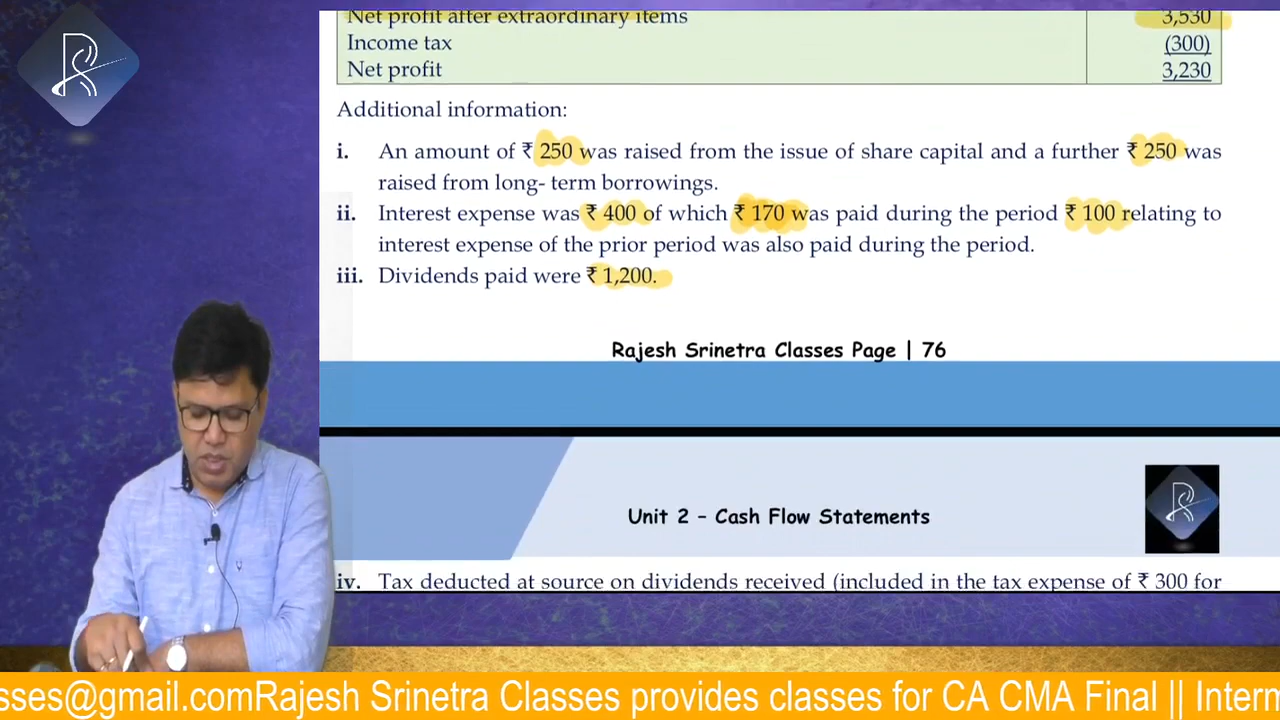 Net profit after extraordinary items 3,530
Income tax (300)
Net profit 3,230
Additional information:
i. An amount of ₹ 250 was raised from the issue of share capital and a further ₹ 250 was
raised from long- term borrowings.
ii. Interest expense was ₹ 400 of which ₹ 170 was paid during the period ₹ 100 relating to
interest expense of the prior period was also paid during the period.
iii. Dividends paid were ₹ 1,200.
Rajesh Srinetra Classes Page | 76
Unit 2 – Cash Flow Statements
iv. Tax deducted at source on dividends received (included in the tax expense of ₹ 300 for
sses@gmail.comRajesh Srinetra Classes provides classes for CA CMA Final || Intern